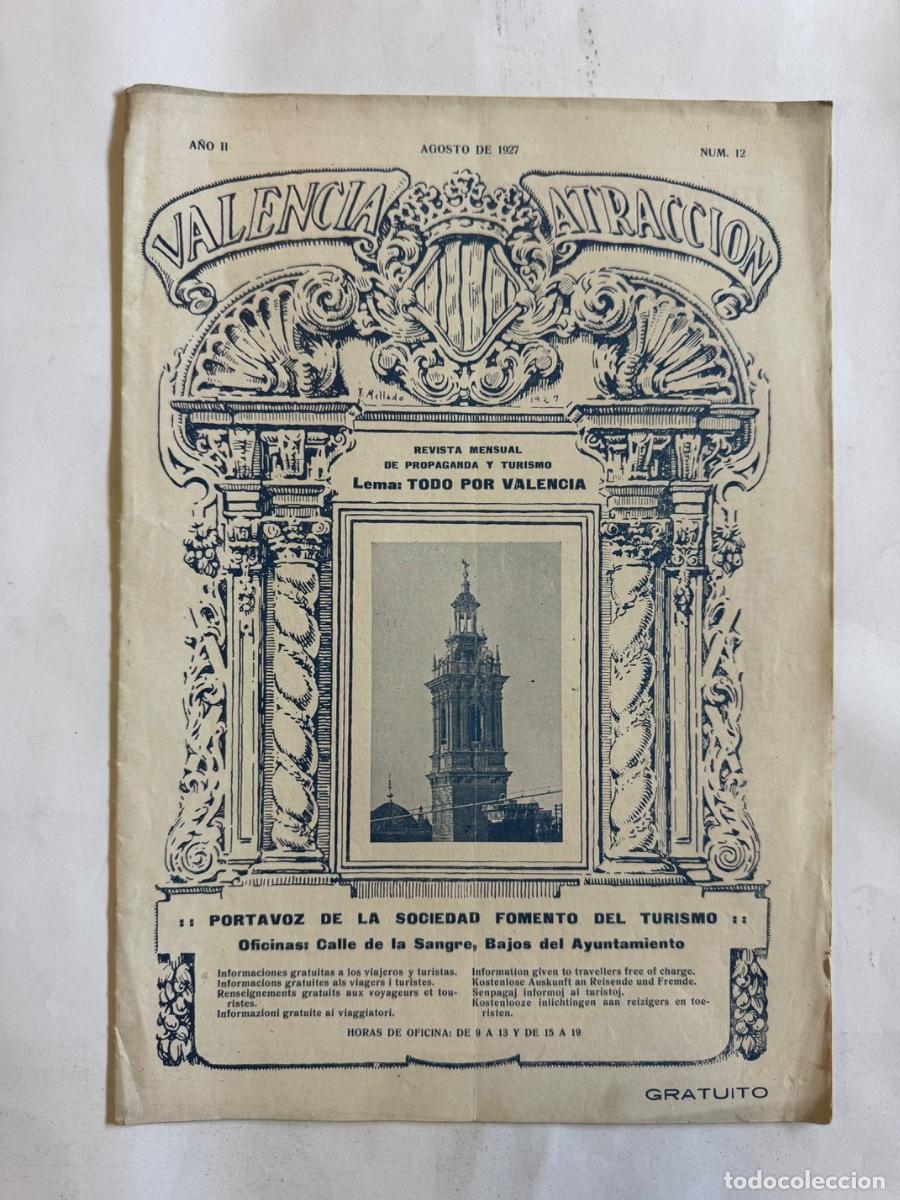 AÑO II
AGOSTO DE 1927
NUM. 12
VALENCIA ATRACCION
F. Mellado
1927
REVISTA MENSUAL
DE PROPAGANDA Y TURISMO
Lema: TODO POR VALENCIA
:: PORTAVOZ DE LA SOCIEDAD FOMENTO DEL TURISMO ::
Oficinas: Calle de la Sangre, Bajos del Ayuntamiento
Informaciones gratuitas a los viajeros y turistas.
Informacions gratuites als viagers i turistes.
Renseignements gratuits aux voyageurs et tou-
ristes.
Informazioni gratuite ai viaggiatori.
Information given to travellers free of charge.
Kostenlose Auskunft an Reisende und Fremde.
Senpagaj informoj al turistoj.
Kostenlooze inlichtingen aan reizigers en toe-
risten.
HORAS DE OFICINA: DE 9 A 13 Y DE 15 A 19
GRATUITO
todocoleccion